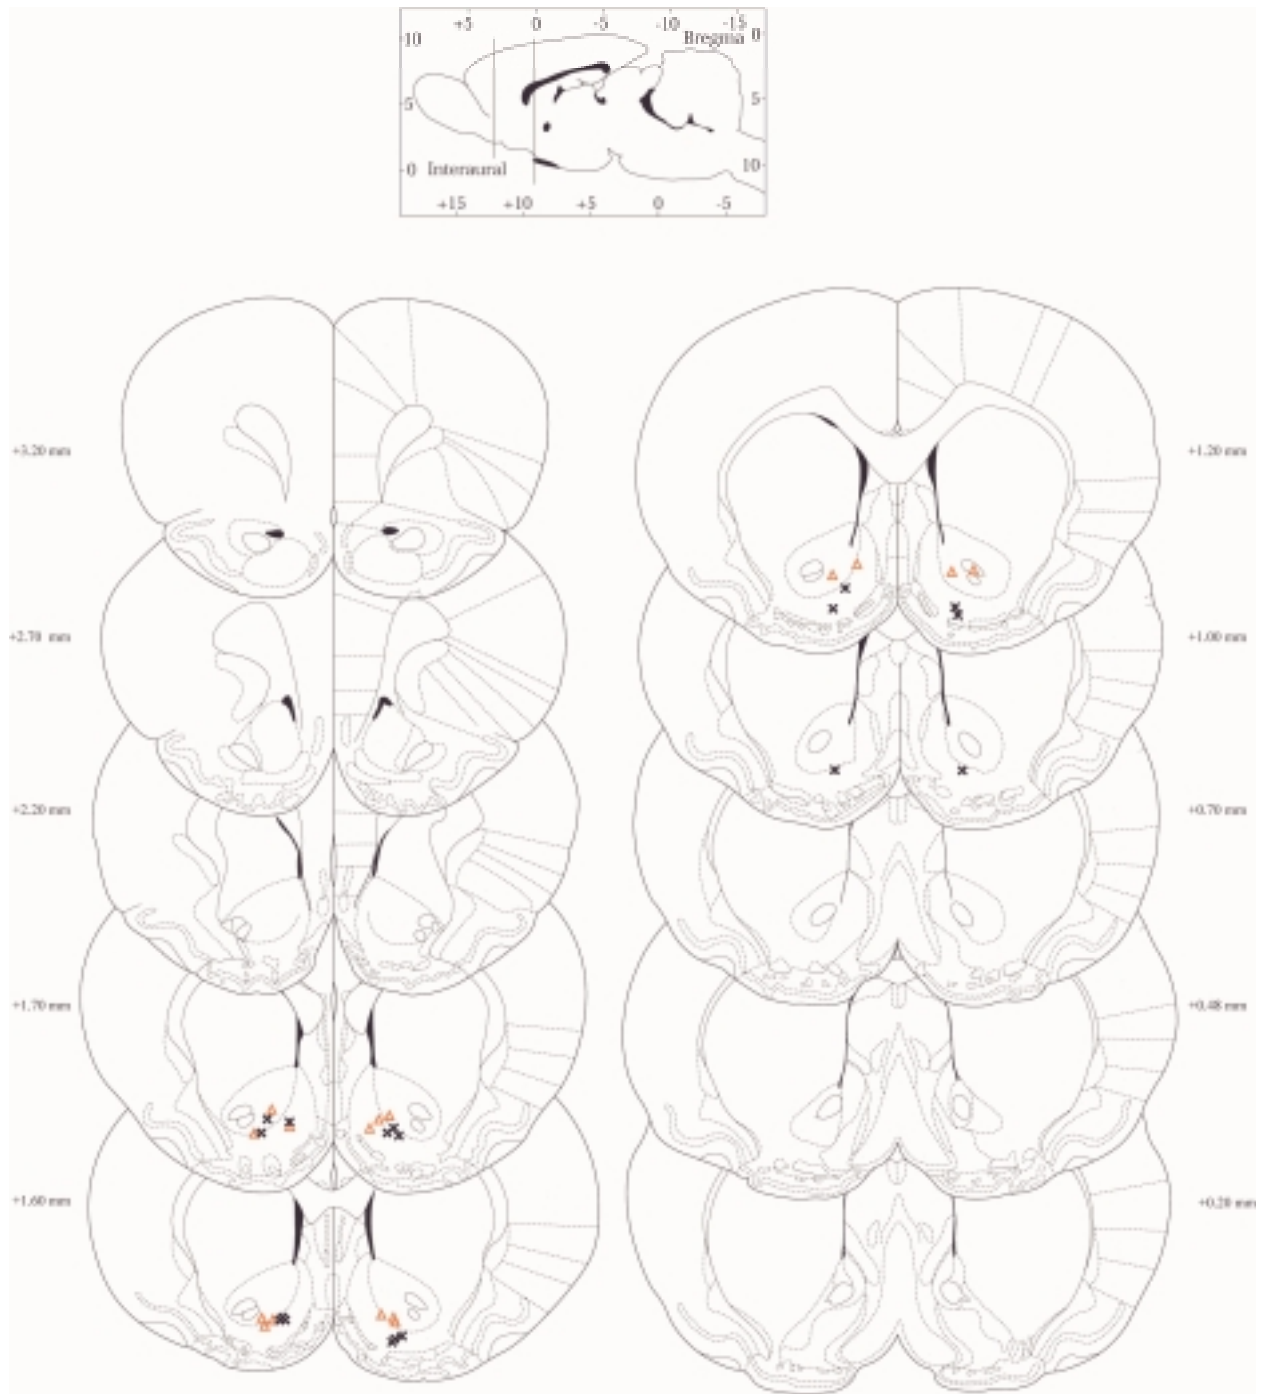 +5 0 -5 -10 -15
10 Bregma 0
5 5
0 Interaural 10
+15 +10 +5 0 -5
+3.20 mm +1.20 mm
+2.70 mm +1.00 mm
+2.20 mm +0.70 mm
+1.70 mm +0.48 mm
+1.60 mm +0.20 mm